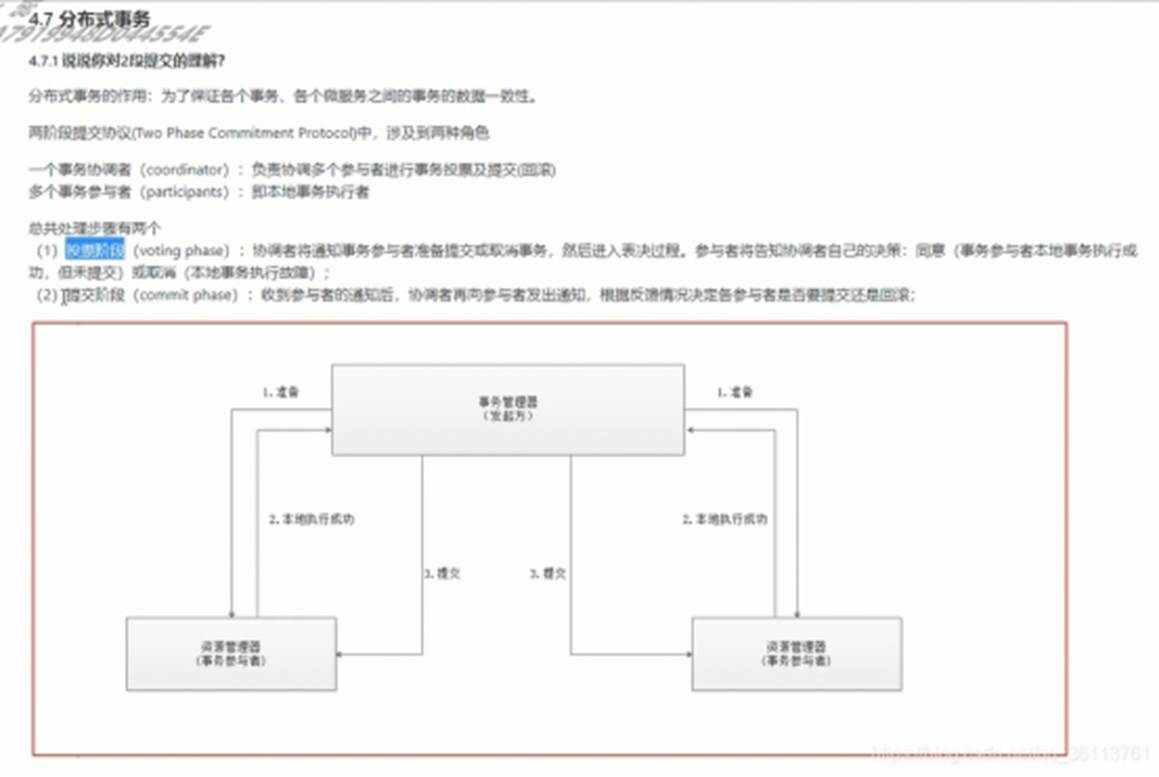 4.7 分布式事务
A7919948D044554E
4.7.1 说说你对2段提交的理解?
分布式事务的作用：为了保证各个事务、各个微服务之间的事务的数据一致性。
两阶段提交协议(Two Phase Commitment Protocol)中，涉及到两种角色
一个事务协调者（coordinator）：负责协调多个参与者进行事务投票及提交(回滚)
多个事务参与者（participants）：即本地事务执行者
总共处理步骤有两个
（1）投票阶段（voting phase）：协调者将通知事务参与者准备提交或取消事务，然后进入表决过程。参与者将告知协调者自己的决策：同意（事务参与者本地事务执行成
功，但未提交）或取消（本地事务执行故障）；
（2）提交阶段（commit phase）：收到参与者的通知后，协调者再向参与者发出通知，根据反馈情况决定各参与者是否要提交还是回滚；
1.准备
1.准备
事务管理器
（发起方）
2.本地执行成功
2.本地执行成功
3.提交
3.提交
资源管理器
（事务参与者）
资源管理器
（事务参与者）
https://blog.csdn.net/qq_36113761